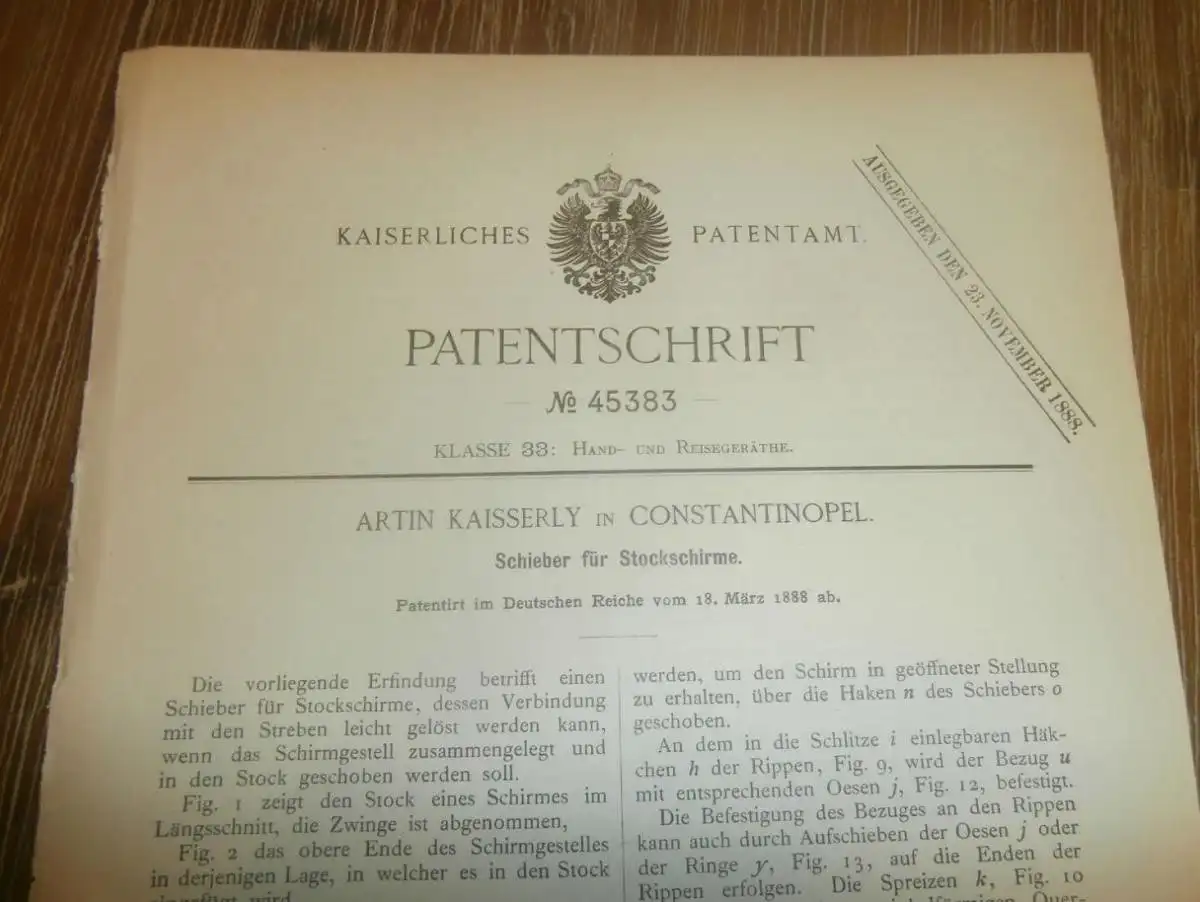 KAISERLICHES PATENTAMT.
AUSGEGEBEN DEN 23. NOVEMBER 1888.
PATENTSCHRIFT
№ 45383
KLASSE 33: HAND- UND REISEGERÄTHE.
ARTIN KAISSERLY IN CONSTANTINOPEL.
Schieber für Stockschirme.
Patentirt im Deutschen Reiche vom 18. März 1888 ab.
Die vorliegende Erfindung betrifft einen
Schieber für Stockschirme, dessen Verbindung
mit den Streben leicht gelöst werden kann,
wenn das Schirmgestell zusammengelegt und
in den Stock geschoben werden soll.
Fig. 1 zeigt den Stock eines Schirmes im
Längsschnitt, die Zwinge ist abgenommen,
Fig. 2 das obere Ende des Schirmgestelles
in derjenigen Lage, in welcher es in den Stock
eingefügt wird.
werden, um den Schirm in geöffneter Stellung
zu erhalten, über die Haken n des Schiebers o
geschoben.
An dem in die Schlitze i einlegbaren Häk-
chen h der Rippen, Fig. 9, wird der Bezug u
mit entsprechenden Oesen j, Fig. 12, befestigt.
Die Befestigung des Bezuges an den Rippen
kann auch durch Aufschieben der Oesen j oder
der Ringe y, Fig. 13, auf die Enden der
Rippen erfolgen. Die Spreizen k, Fig. 10
Quer-